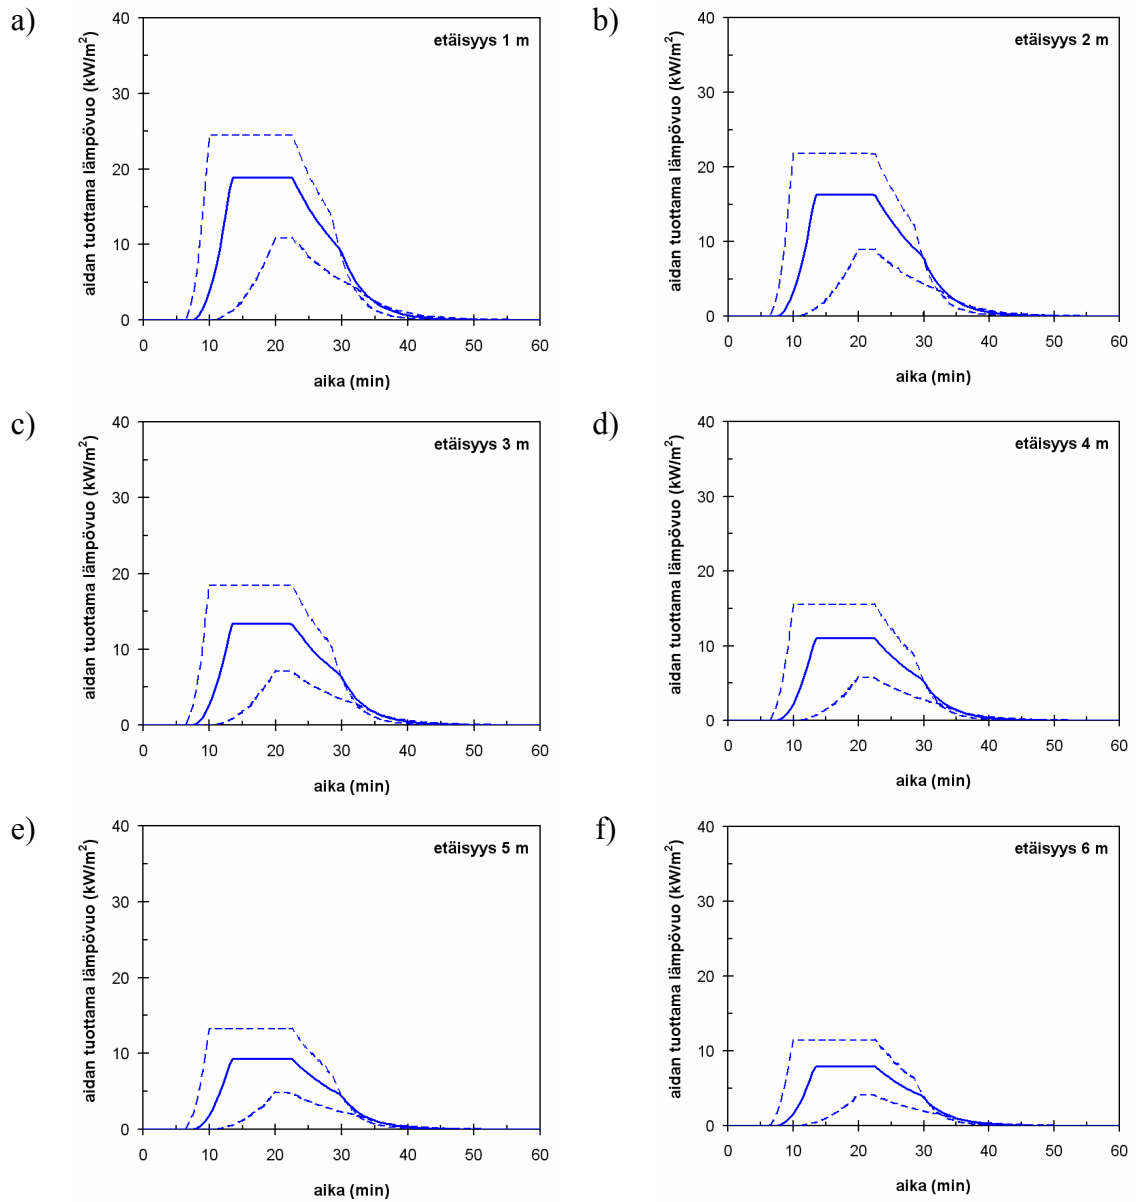 a)
etäisyys 1 m
aidan tuottama lämpövuo (kW/m²)
40
30
20
10
0
0 10 20 30 40 50 60
aika (min)
b)
etäisyys 2 m
aidan tuottama lämpövuo (kW/m²)
40
30
20
10
0
0 10 20 30 40 50 60
aika (min)
c)
etäisyys 3 m
aidan tuottama lämpövuo (kW/m²)
40
30
20
10
0
0 10 20 30 40 50 60
aika (min)
d)
etäisyys 4 m
aidan tuottama lämpövuo (kW/m²)
40
30
20
10
0
0 10 20 30 40 50 60
aika (min)
e)
etäisyys 5 m
aidan tuottama lämpövuo (kW/m²)
40
30
20
10
0
0 10 20 30 40 50 60
aika (min)
f)
etäisyys 6 m
aidan tuottama lämpövuo (kW/m²)
40
30
20
10
0
0 10 20 30 40 50 60
aika (min)